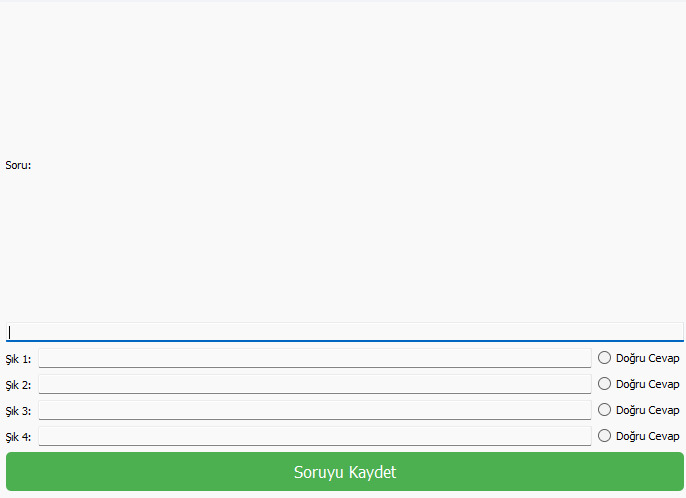 Soru:
Şık 1: Doğru Cevap
Şık 2: Doğru Cevap
Şık 3: Doğru Cevap
Şık 4: Doğru Cevap
Soruyu Kaydet